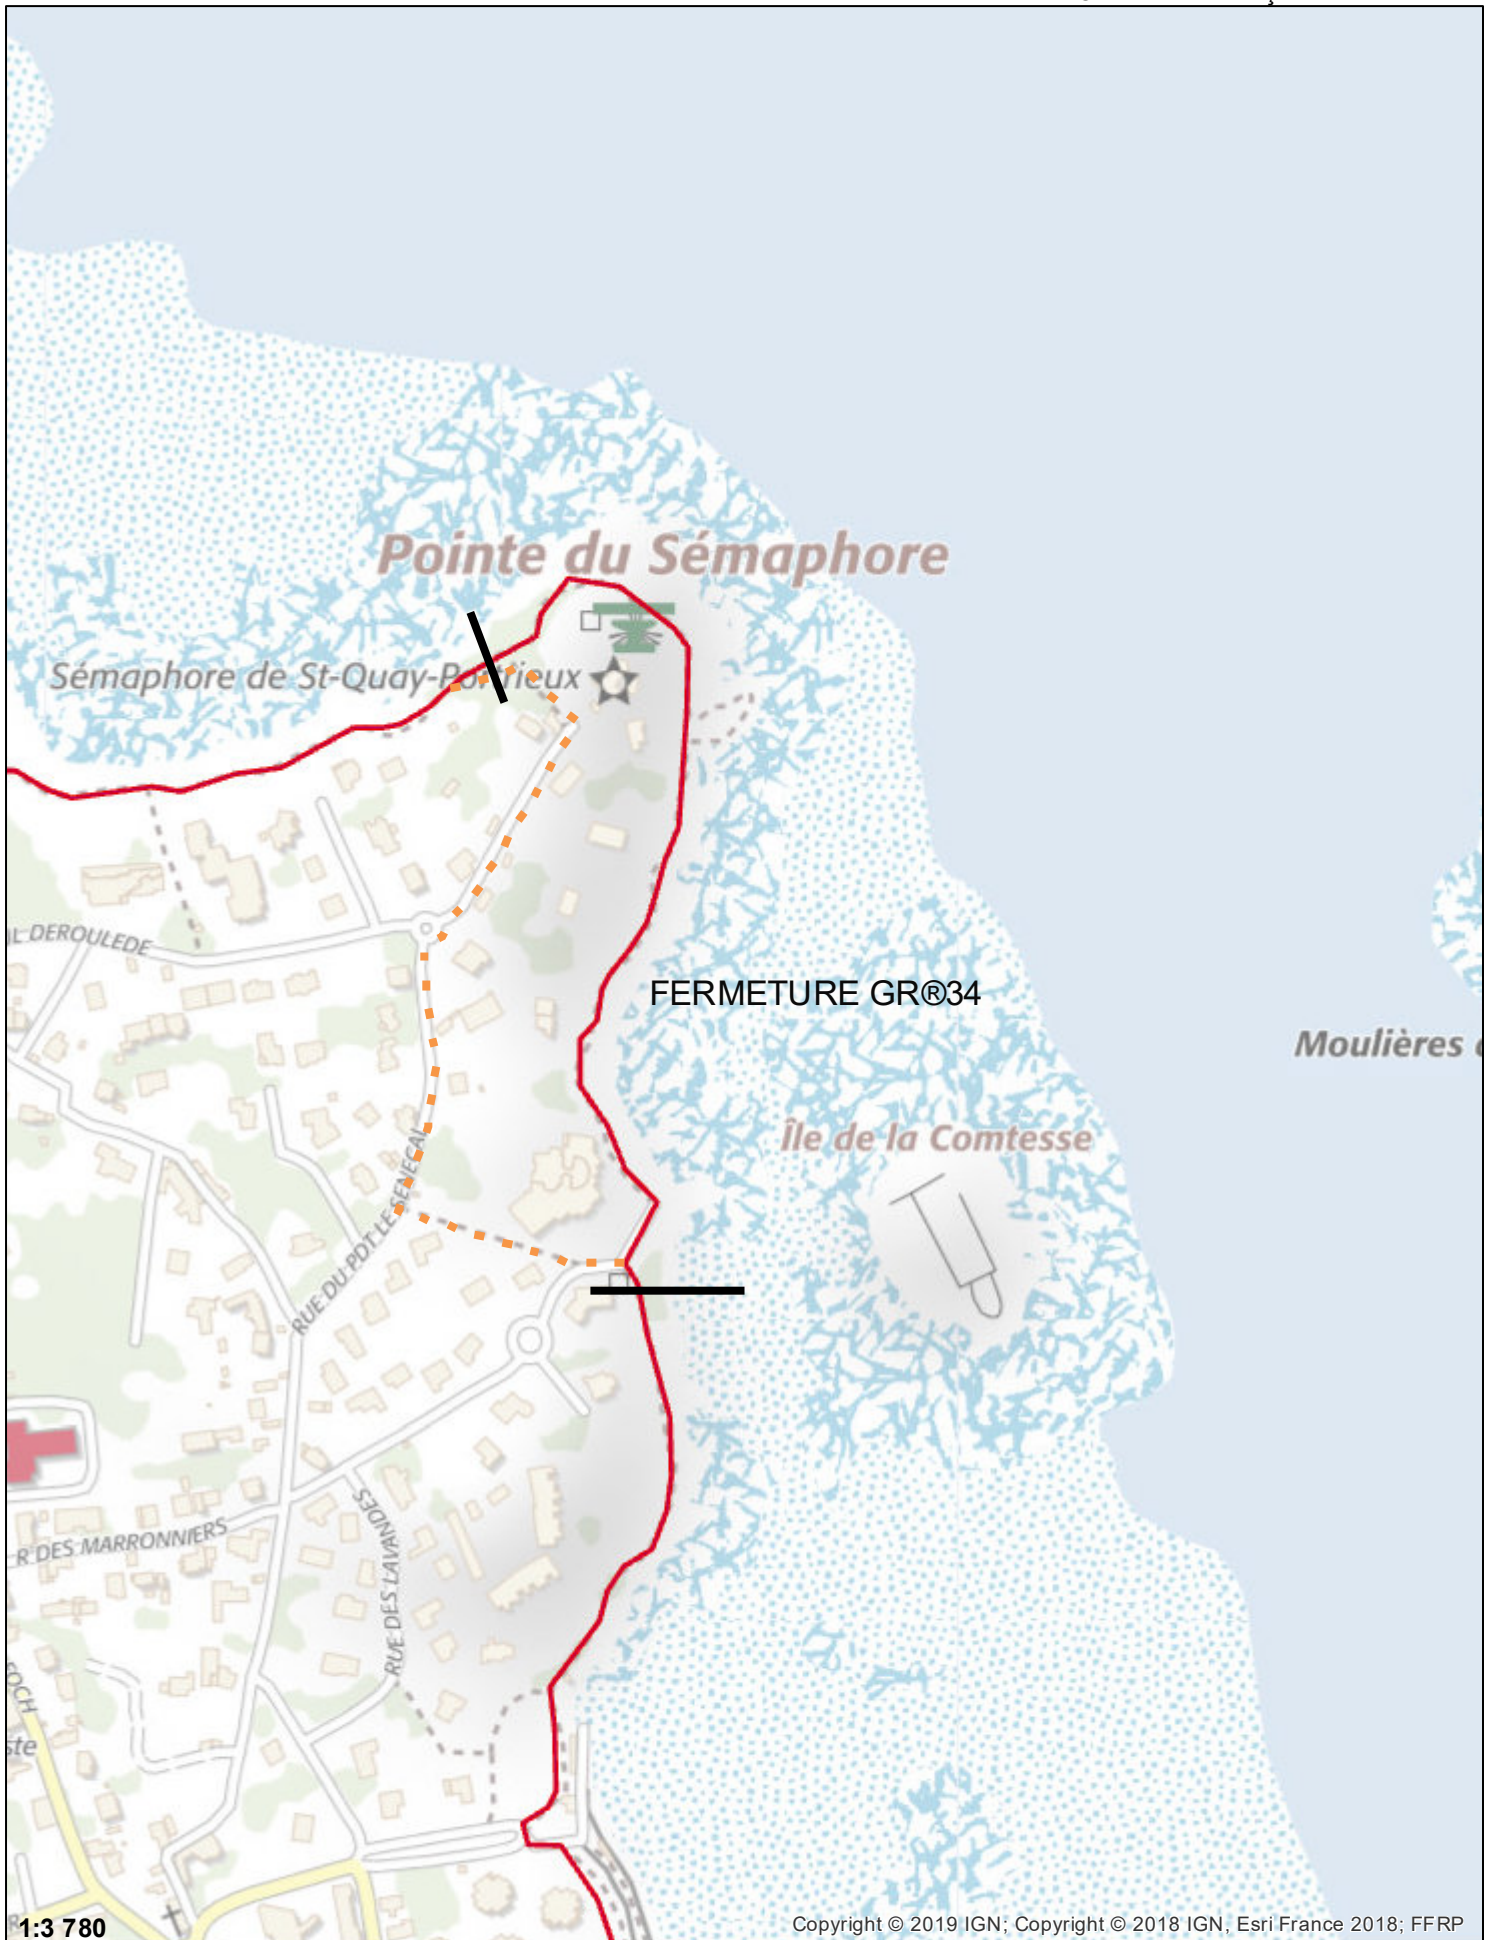 Pointe du Sémaphore
Sémaphore de St-Quay-Portrieux
L DEROULEDE
FERMETURE GR®34
Moulières
Île de la Comtesse
RUE DU PDT LE SENECAL
R DES MARRONNIERS
RUE DES LAVANDES
FOCH
ste
1:3 780
Copyright © 2019 IGN; Copyright © 2018 IGN, Esri France 2018; FFRP